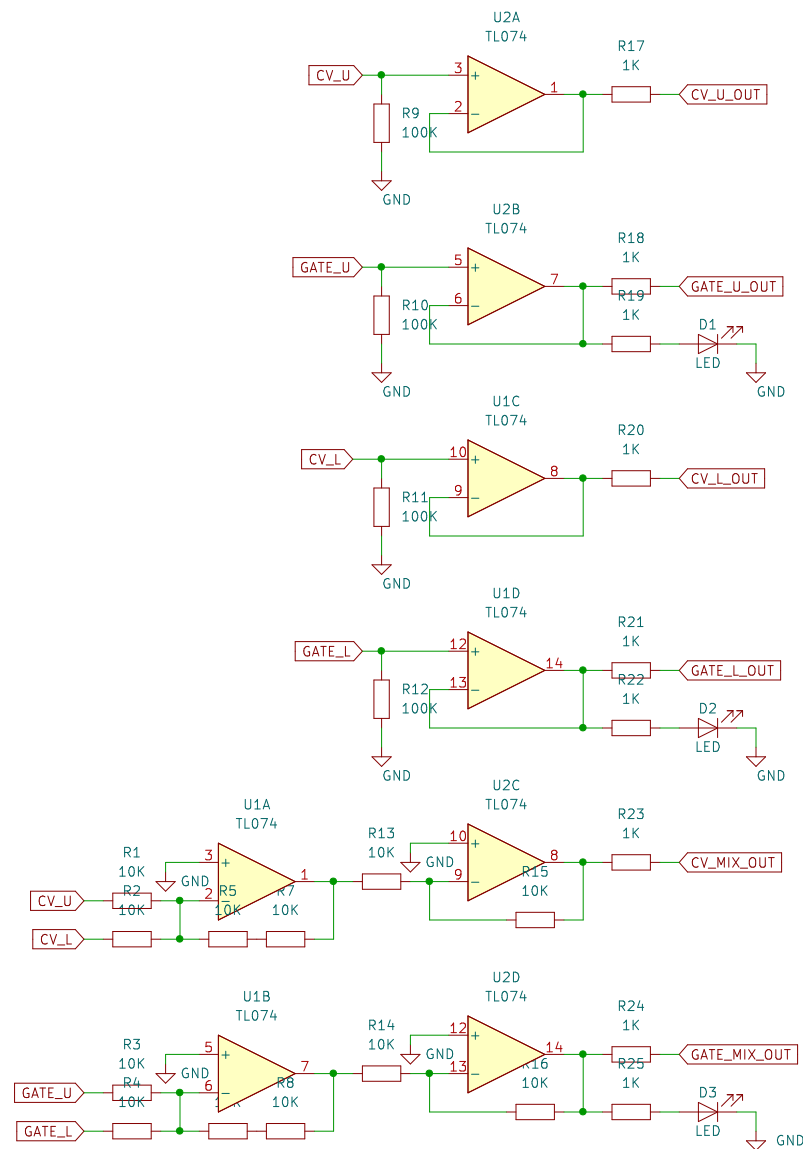 U2A
TL074
R17
1K
CV_U
3
+
1
CV_U_OUT
2
−
R9
100K
GND
U2B
TL074
R18
1K
GATE_U
5
+
7
GATE_U_OUT
6
−
R10
100K
R19
1K
D1
LED
GND
GND
U1C
TL074
R20
1K
CV_L
10
+
8
CV_L_OUT
9
−
R11
100K
GND
U1D
TL074
R21
1K
GATE_L
12
+
14
GATE_L_OUT
13
−
R12
100K
R22
1K
D2
LED
GND
GND
U1A
TL074
U2C
TL074
R13
10K
R23
1K
R1
10K
3
+
1
GND
10
+
8
GND
CV_MIX_OUT
9
−
R15
10K
CV_U
R2
10K
2
−
R5
10K
R7
10K
CV_L
U1B
TL074
U2D
TL074
R14
10K
R24
1K
R3
10K
5
+
7
GND
12
+
14
GND
GATE_MIX_OUT
13
−
R16
10K
R25
1K
D3
LED
GND
GATE_U
R4
10K
6
−
R8
10K
GATE_L